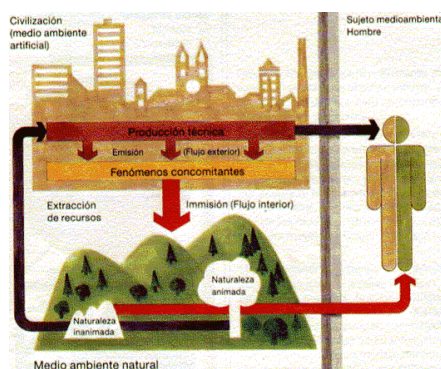 Civilización
(medio ambiente
artificial)
Sujeto medioambienta
Hombre
Producción técnica
Emisión (Flujo exterior)
Fenómenos concomitantes
Extracción
de recursos
Immisión (Flujo interior)
Naturaleza
animada
Naturaleza
inanimada
Medio ambiente natural